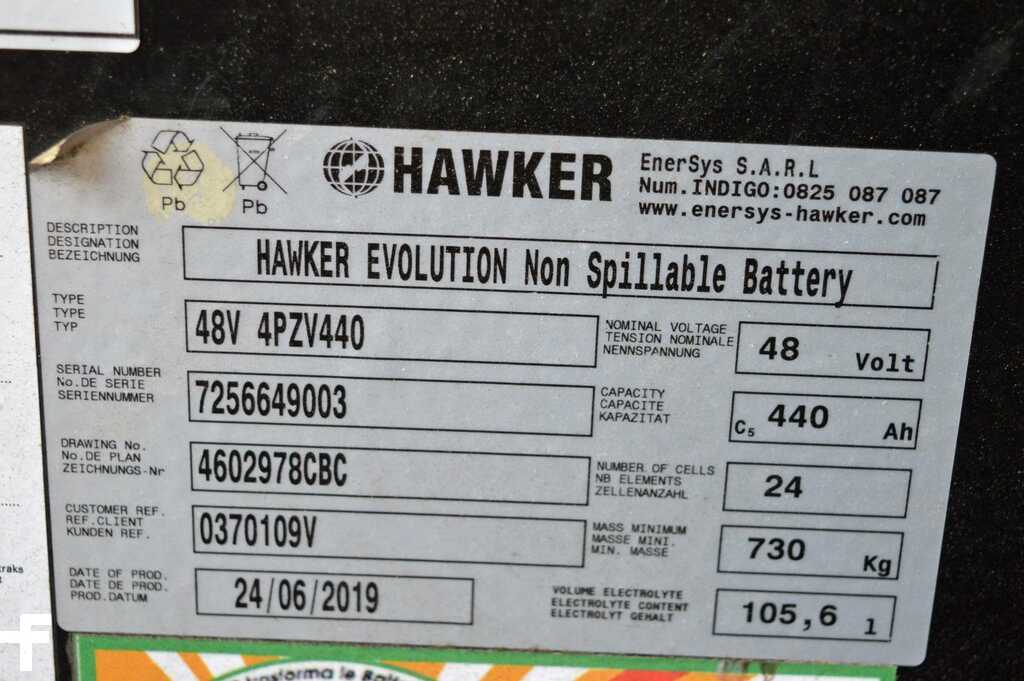 Pb
Pb
HAWKER
EnerSys S.A.R.L
Num.INDIGO:0825 087 087
www.enersys-hawker.com
DESCRIPTION
DESIGNATION
BEZEICHNUNG
HAWKER EVOLUTION Non Spillable Battery
TYPE
TYPE
TYP
48V 4PZV440
NOMINAL VOLTAGE
TENSION NOMINALE
NENNSPANNUNG
48 Volt
SERIAL NUMBER
No.DE SERIE
SERIENNUMMER
7256649003
CAPACITY
CAPACITE
KAPAZITAT
C5 440 Ah
DRAWING No.
No.DE PLAN
ZEICHNUNGS-Nr
4602978CBC
NUMBER OF CELLS
NB ELEMENTS
ZELLENANZAHL
24
CUSTOMER REF.
REF.CLIENT
KUNDEN REF.
0370109V
MASS MINIMUM
MASSE MINI.
MIN. MASSE
730 Kg
DATE OF PROD.
DATE DE PROD.
PROD.DATUM
24/06/2019
VOLUME ELECTROLYTE
ELECTROLYTE CONTENT
ELECTROLYT GEHALT
105,6 l
traks
le